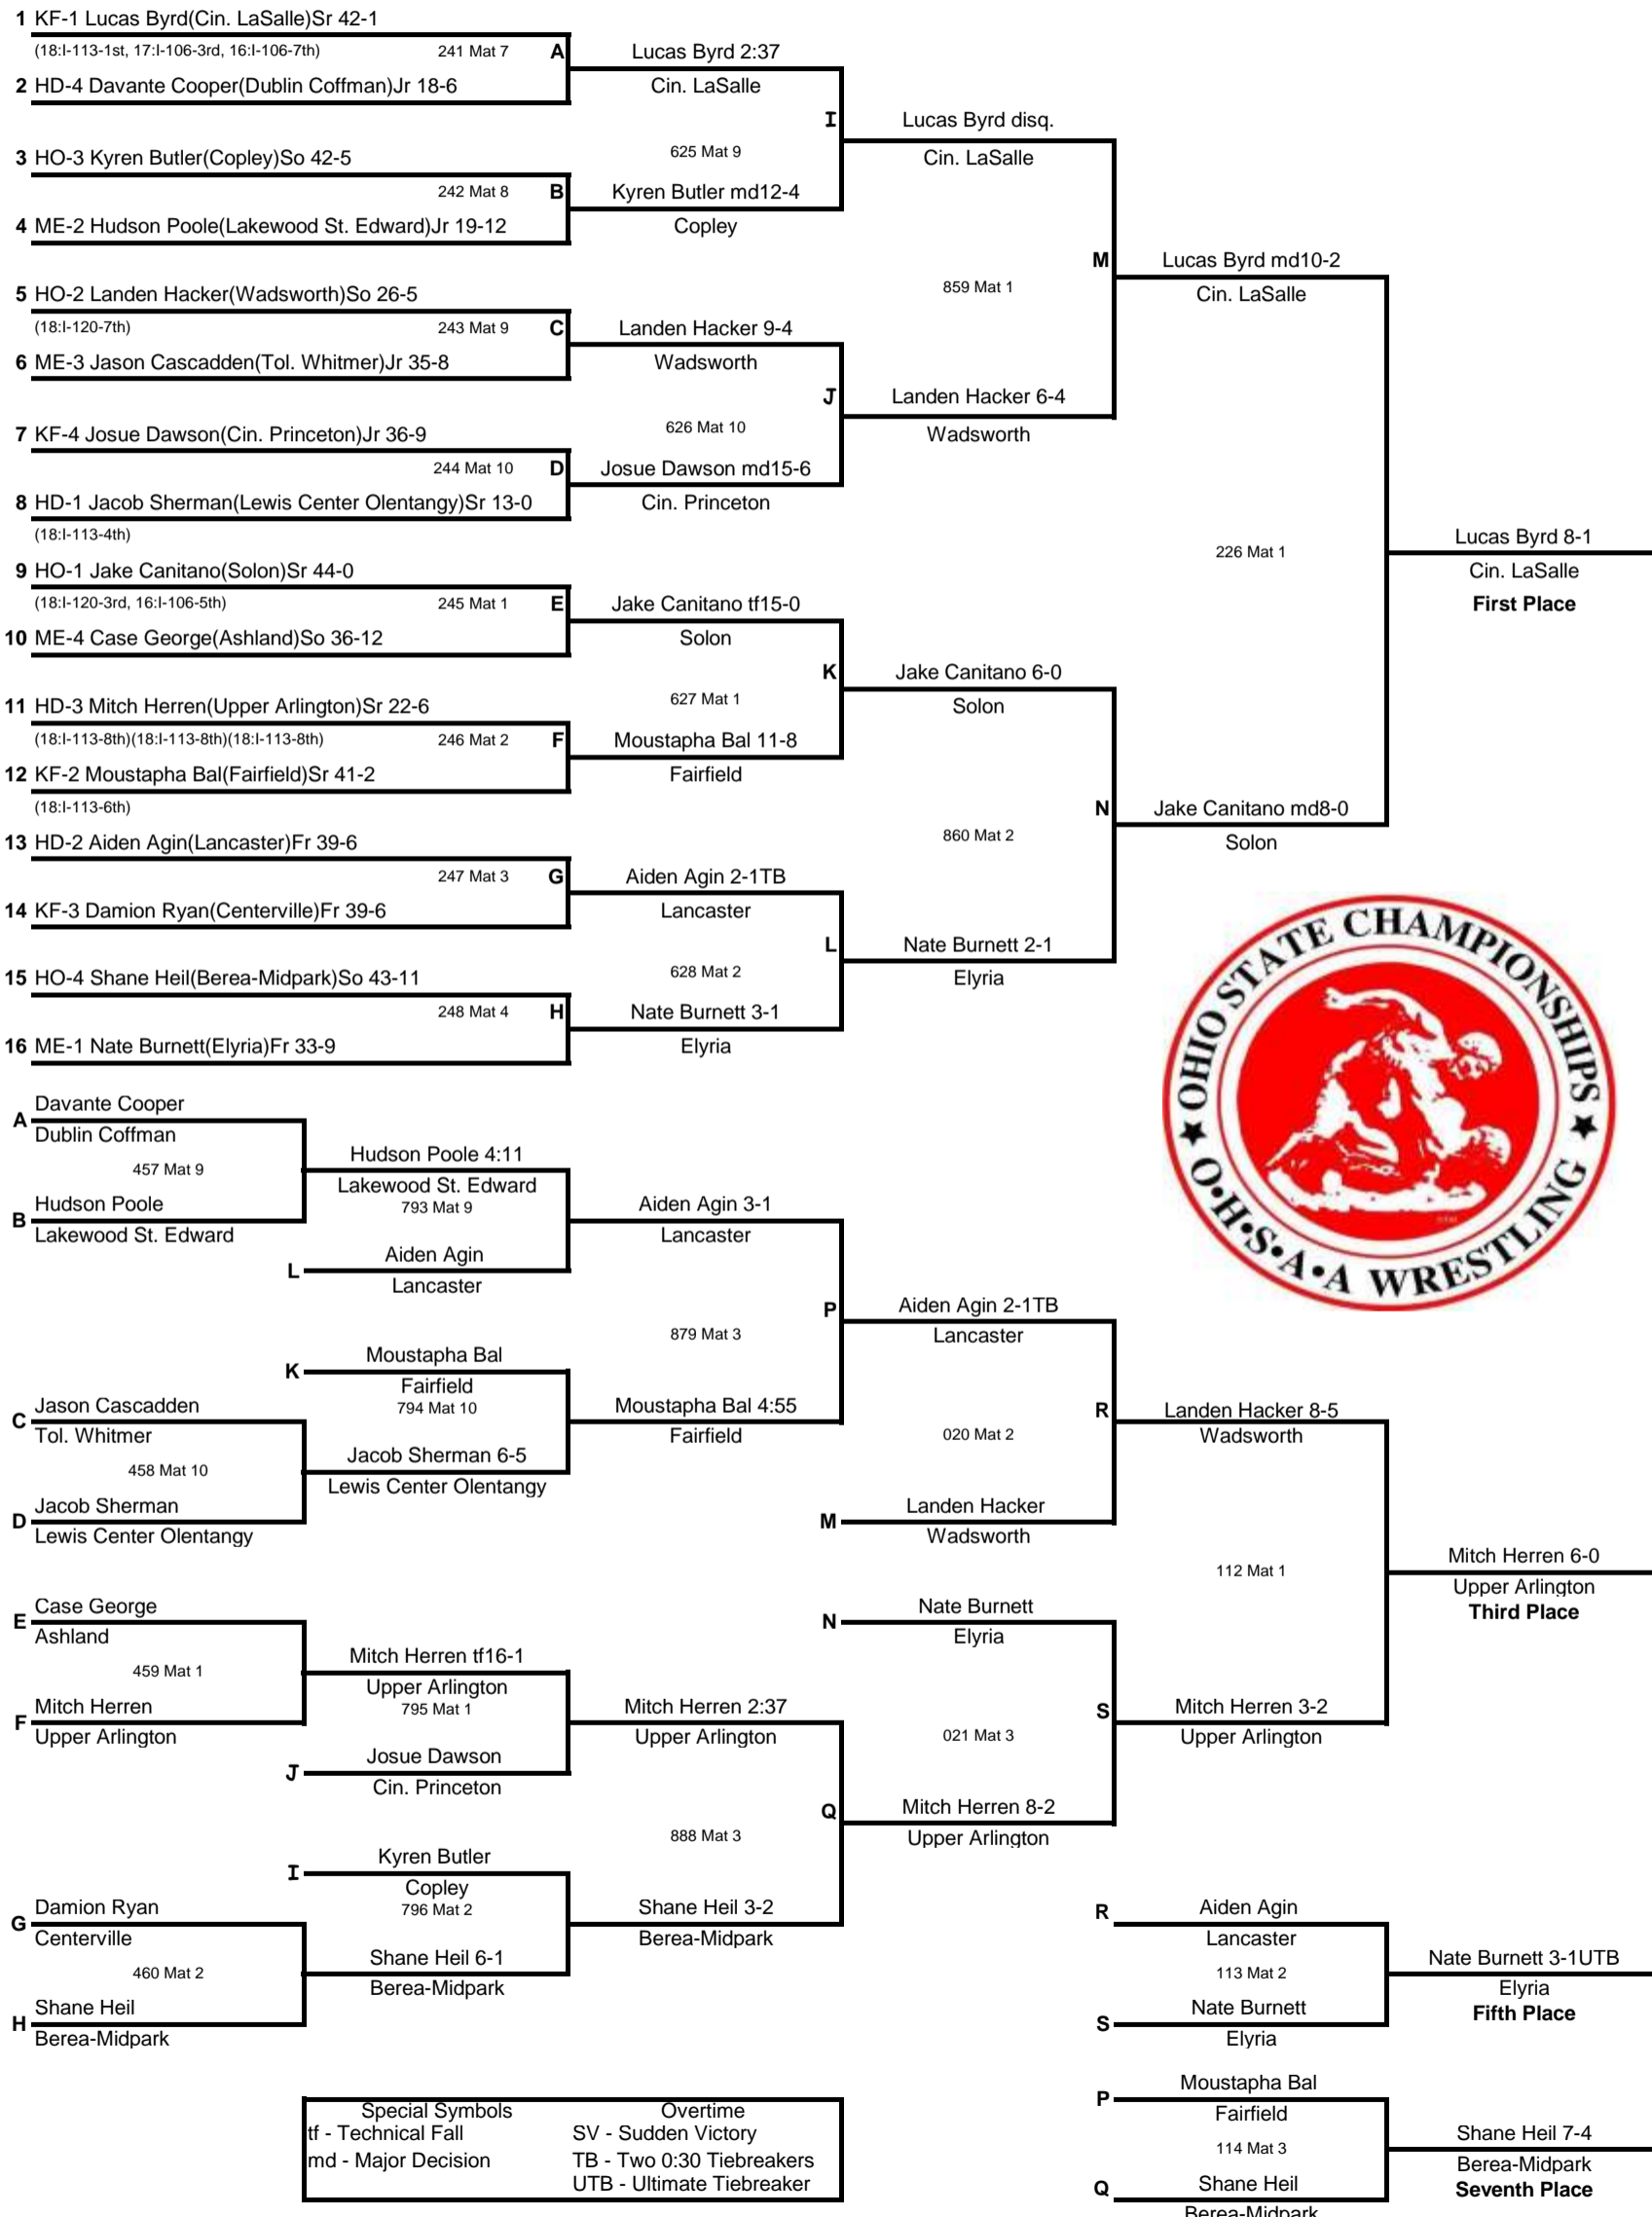 1 KF-1 Lucas Byrd(Cin. LaSalle)Sr 42-1
(18:I-113-1st, 17:I-106-3rd, 16:I-106-7th)
241 Mat 7
A
2 HD-4 Davante Cooper(Dublin Coffman)Jr 18-6
3 HO-3 Kyren Butler(Copley)So 42-5
242 Mat 8
B
4 ME-2 Hudson Poole(Lakewood St. Edward)Jr 19-12
5 HO-2 Landen Hacker(Wadsworth)So 26-5
(18:I-120-7th)
243 Mat 9
C
6 ME-3 Jason Cascadden(Tol. Whitmer)Jr 35-8
7 KF-4 Josue Dawson(Cin. Princeton)Jr 36-9
244 Mat 10
D
8 HD-1 Jacob Sherman(Lewis Center Olentangy)Sr 13-0
(18:I-113-4th)
9 HO-1 Jake Canitano(Solon)Sr 44-0
(18:I-120-3rd, 16:I-106-5th)
245 Mat 1
E
10 ME-4 Case George(Ashland)So 36-12
11 HD-3 Mitch Herren(Upper Arlington)Sr 22-6
(18:I-113-8th)(18:I-113-8th)(18:I-113-8th)
246 Mat 2
F
12 KF-2 Moustapha Bal(Fairfield)Sr 41-2
(18:I-113-6th)
13 HD-2 Aiden Agin(Lancaster)Fr 39-6
247 Mat 3
G
14 KF-3 Damion Ryan(Centerville)Fr 39-6
15 HO-4 Shane Heil(Berea-Midpark)So 43-11
248 Mat 4
H
16 ME-1 Nate Burnett(Elyria)Fr 33-9
Lucas Byrd 2:37
Cin. LaSalle
I
625 Mat 9
Kyren Butler md12-4
Copley
Landen Hacker 9-4
Wadsworth
J
626 Mat 10
Josue Dawson md15-6
Cin. Princeton
Jake Canitano tf15-0
Solon
K
627 Mat 1
Moustapha Bal 11-8
Fairfield
Aiden Agin 2-1TB
Lancaster
L
628 Mat 2
Nate Burnett 3-1
Elyria
Lucas Byrd disq.
Cin. LaSalle
M
859 Mat 1
Landen Hacker 6-4
Wadsworth
Jake Canitano 6-0
Solon
N
860 Mat 2
Nate Burnett 2-1
Elyria
Lucas Byrd md10-2
Cin. LaSalle
226 Mat 1
Jake Canitano md8-0
Solon
Lucas Byrd 8-1
Cin. LaSalle
First Place
★ OHIO STATE CHAMPIONSHIPS ★
O•H•S•A•A WRESTLING
A Davante Cooper
Dublin Coffman
457 Mat 9
B Hudson Poole
Lakewood St. Edward
Hudson Poole 4:11
Lakewood St. Edward
793 Mat 9
L Aiden Agin
Lancaster
K Moustapha Bal
Fairfield
794 Mat 10
C Jason Cascadden
Tol. Whitmer
458 Mat 10
D Jacob Sherman
Lewis Center Olentangy
Jacob Sherman 6-5
Lewis Center Olentangy
Aiden Agin 3-1
Lancaster
P
879 Mat 3
Moustapha Bal 4:55
Fairfield
Aiden Agin 2-1TB
Lancaster
R
020 Mat 2
M Landen Hacker
Wadsworth
Landen Hacker 8-5
Wadsworth
112 Mat 1
Mitch Herren 6-0
Upper Arlington
Third Place
E Case George
Ashland
459 Mat 1
F Mitch Herren
Upper Arlington
Mitch Herren tf16-1
Upper Arlington
795 Mat 1
J Josue Dawson
Cin. Princeton
Mitch Herren 2:37
Upper Arlington
Q
888 Mat 3
I Kyren Butler
Copley
796 Mat 2
G Damion Ryan
Centerville
460 Mat 2
H Shane Heil
Berea-Midpark
Shane Heil 6-1
Berea-Midpark
Shane Heil 3-2
Berea-Midpark
N Nate Burnett
Elyria
S
021 Mat 3
Mitch Herren 8-2
Upper Arlington
Mitch Herren 3-2
Upper Arlington
R Aiden Agin
Lancaster
113 Mat 2
S Nate Burnett
Elyria
Nate Burnett 3-1UTB
Elyria
Fifth Place
P Moustapha Bal
Fairfield
114 Mat 3
Q Shane Heil
Berea-Midpark
Shane Heil 7-4
Berea-Midpark
Seventh Place
Special Symbols
tf - Technical Fall
md - Major Decision
Overtime
SV - Sudden Victory
TB - Two 0:30 Tiebreakers
UTB - Ultimate Tiebreaker